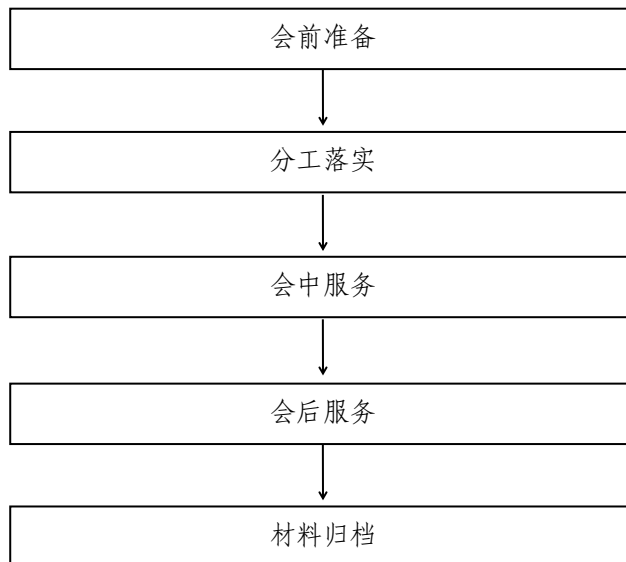 会前准备
分工落实
会中服务
会后服务
材料归档